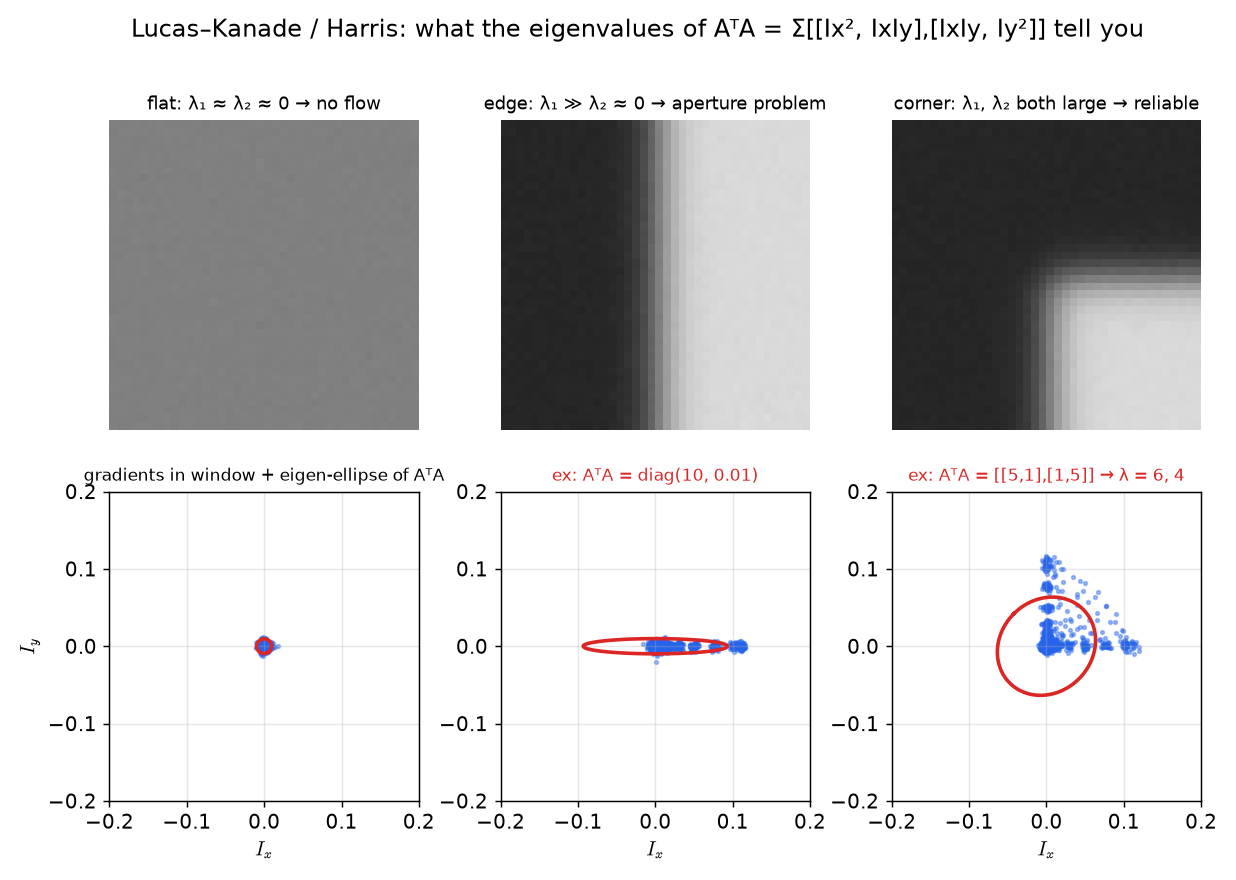 Lucas–Kanade / Harris: what the eigenvalues of AᵀA = Σ[[Ix², IxIy],[IxIy, Iy²]] tell you
flat: λ₁ ≈ λ₂ ≈ 0 → no flow
edge: λ₁ ≫ λ₂ ≈ 0 → aperture problem
corner: λ₁, λ₂ both large → reliable
gradients in window + eigen-ellipse of AᵀA
ex: AᵀA = diag(10, 0.01)
ex: AᵀA = [[5,1],[1,5]] → λ = 6, 4
0.2
0.1
0.0
−0.1
−0.2
I_y
−0.2 −0.1 0.0 0.1 0.2
I_x
0.2
0.1
0.0
−0.1
−0.2
−0.2 −0.1 0.0 0.1 0.2
I_x
0.2
0.1
0.0
−0.1
−0.2
−0.2 −0.1 0.0 0.1 0.2
I_x